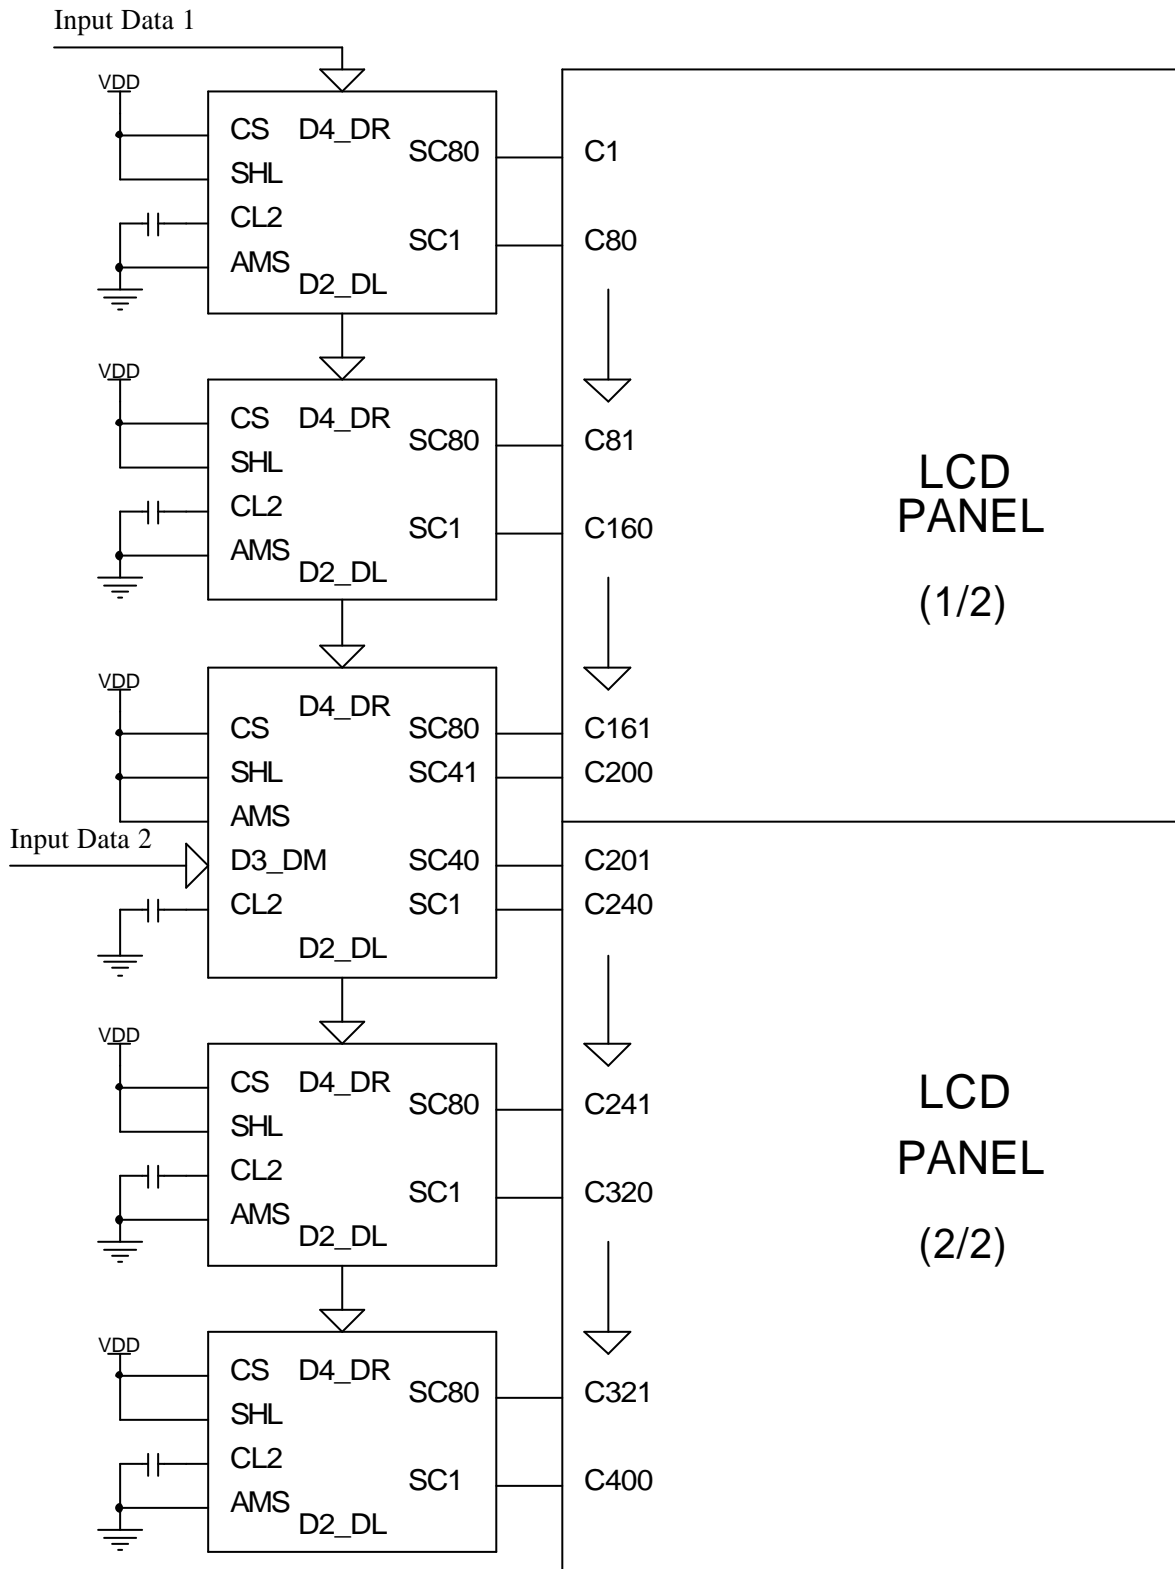 Input Data 1
VDD
CS D4_DR
SC80 C1
SHL
CL2
SC1 C80
AMS
D2_DL
VDD
CS D4_DR
SC80 C81
SHL
CL2
SC1 C160
AMS
D2_DL
LCD
PANEL
(1/2)
VDD
D4_DR
CS SC80 C161
SHL SC41 C200
AMS
Input Data 2
D3_DM SC40 C201
CL2 SC1 C240
D2_DL
VDD
CS D4_DR
SC80 C241
SHL
CL2
SC1 C320
AMS
D2_DL
LCD
PANEL
(2/2)
VDD
CS D4_DR
SC80 C321
SHL
CL2
SC1 C400
AMS
D2_DL